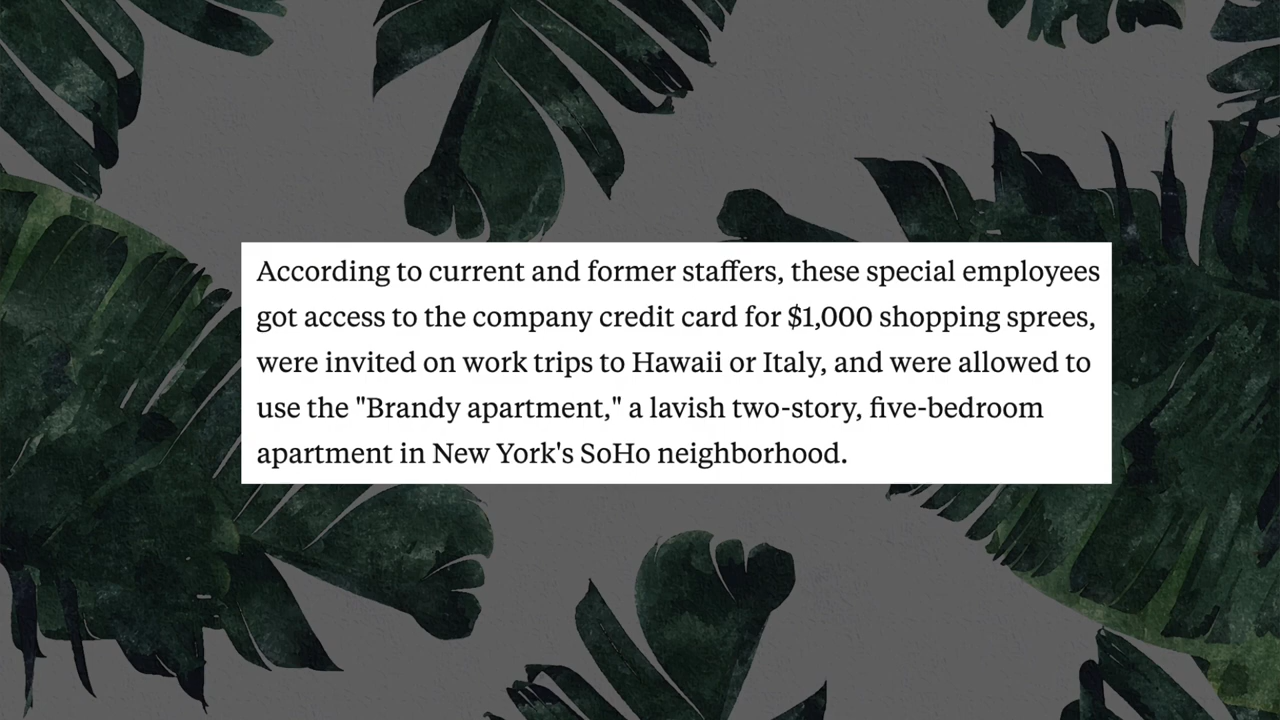 According to current and former staffers, these special employees
got access to the company credit card for $1,000 shopping sprees,
were invited on work trips to Hawaii or Italy, and were allowed to
use the "Brandy apartment," a lavish two-story, five-bedroom
apartment in New York's SoHo neighborhood.